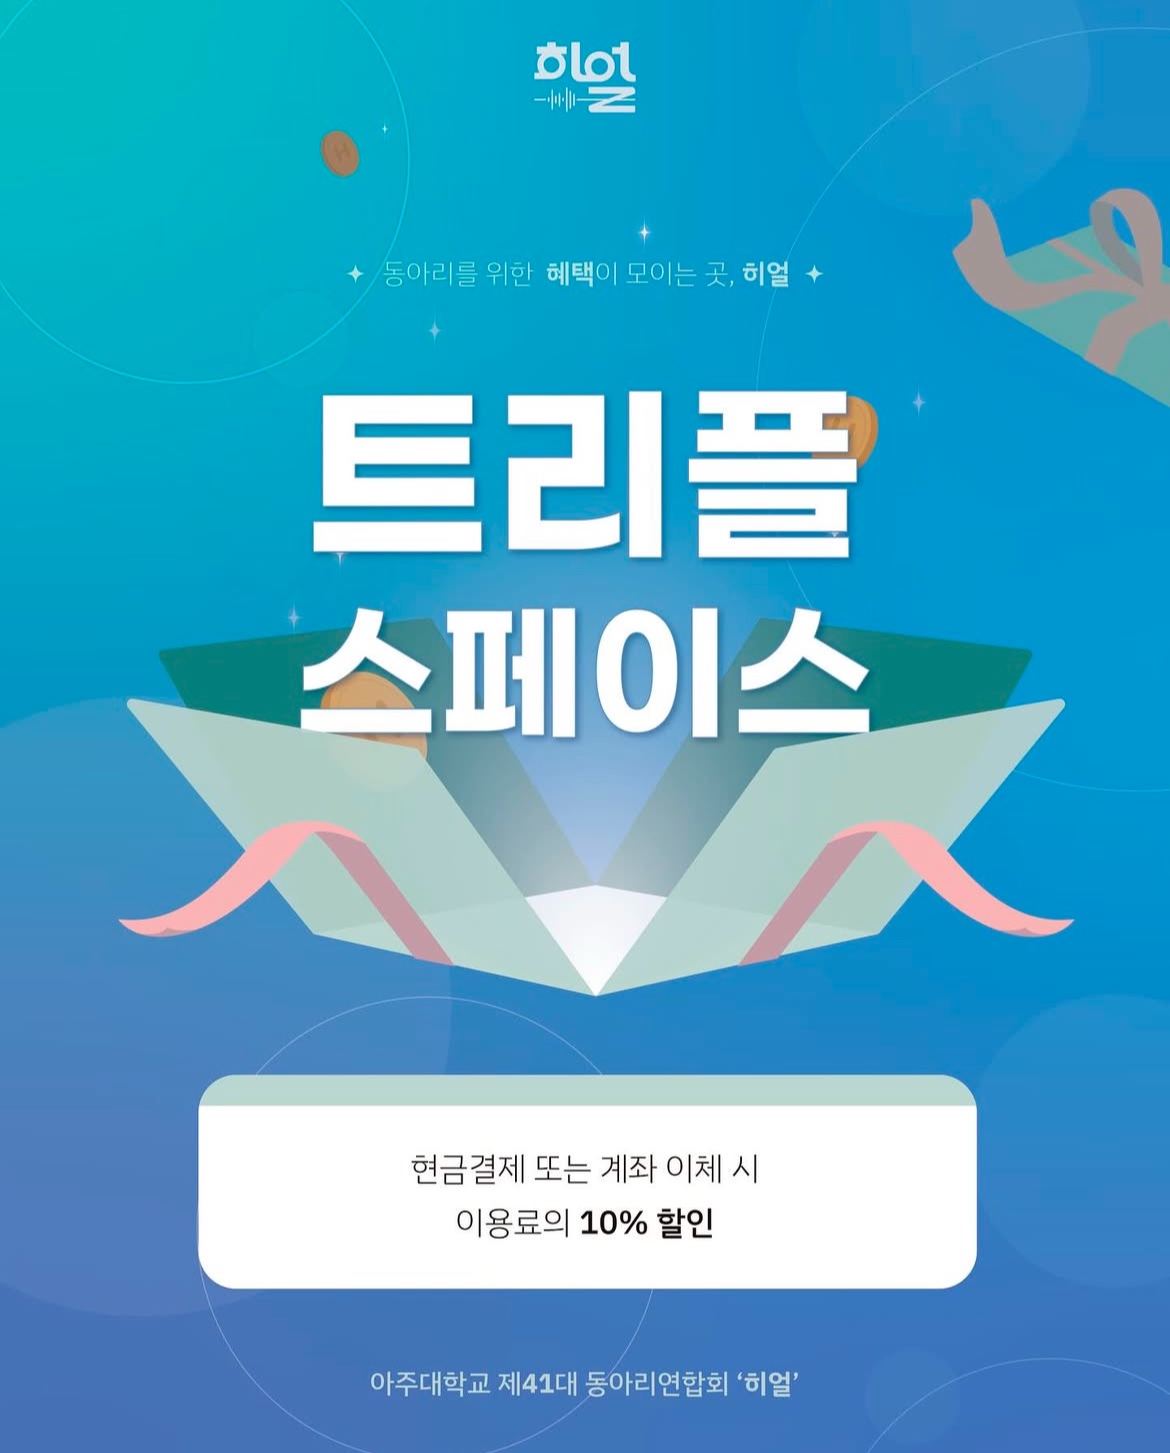 히얼
동아리를 위한 혜택이 모이는 곳, 히얼
트리플
스페이스
현금결제 또는 계좌 이체 시
이용료의 10% 할인
아주대학교 제41대 동아리연합회 ‘히얼’